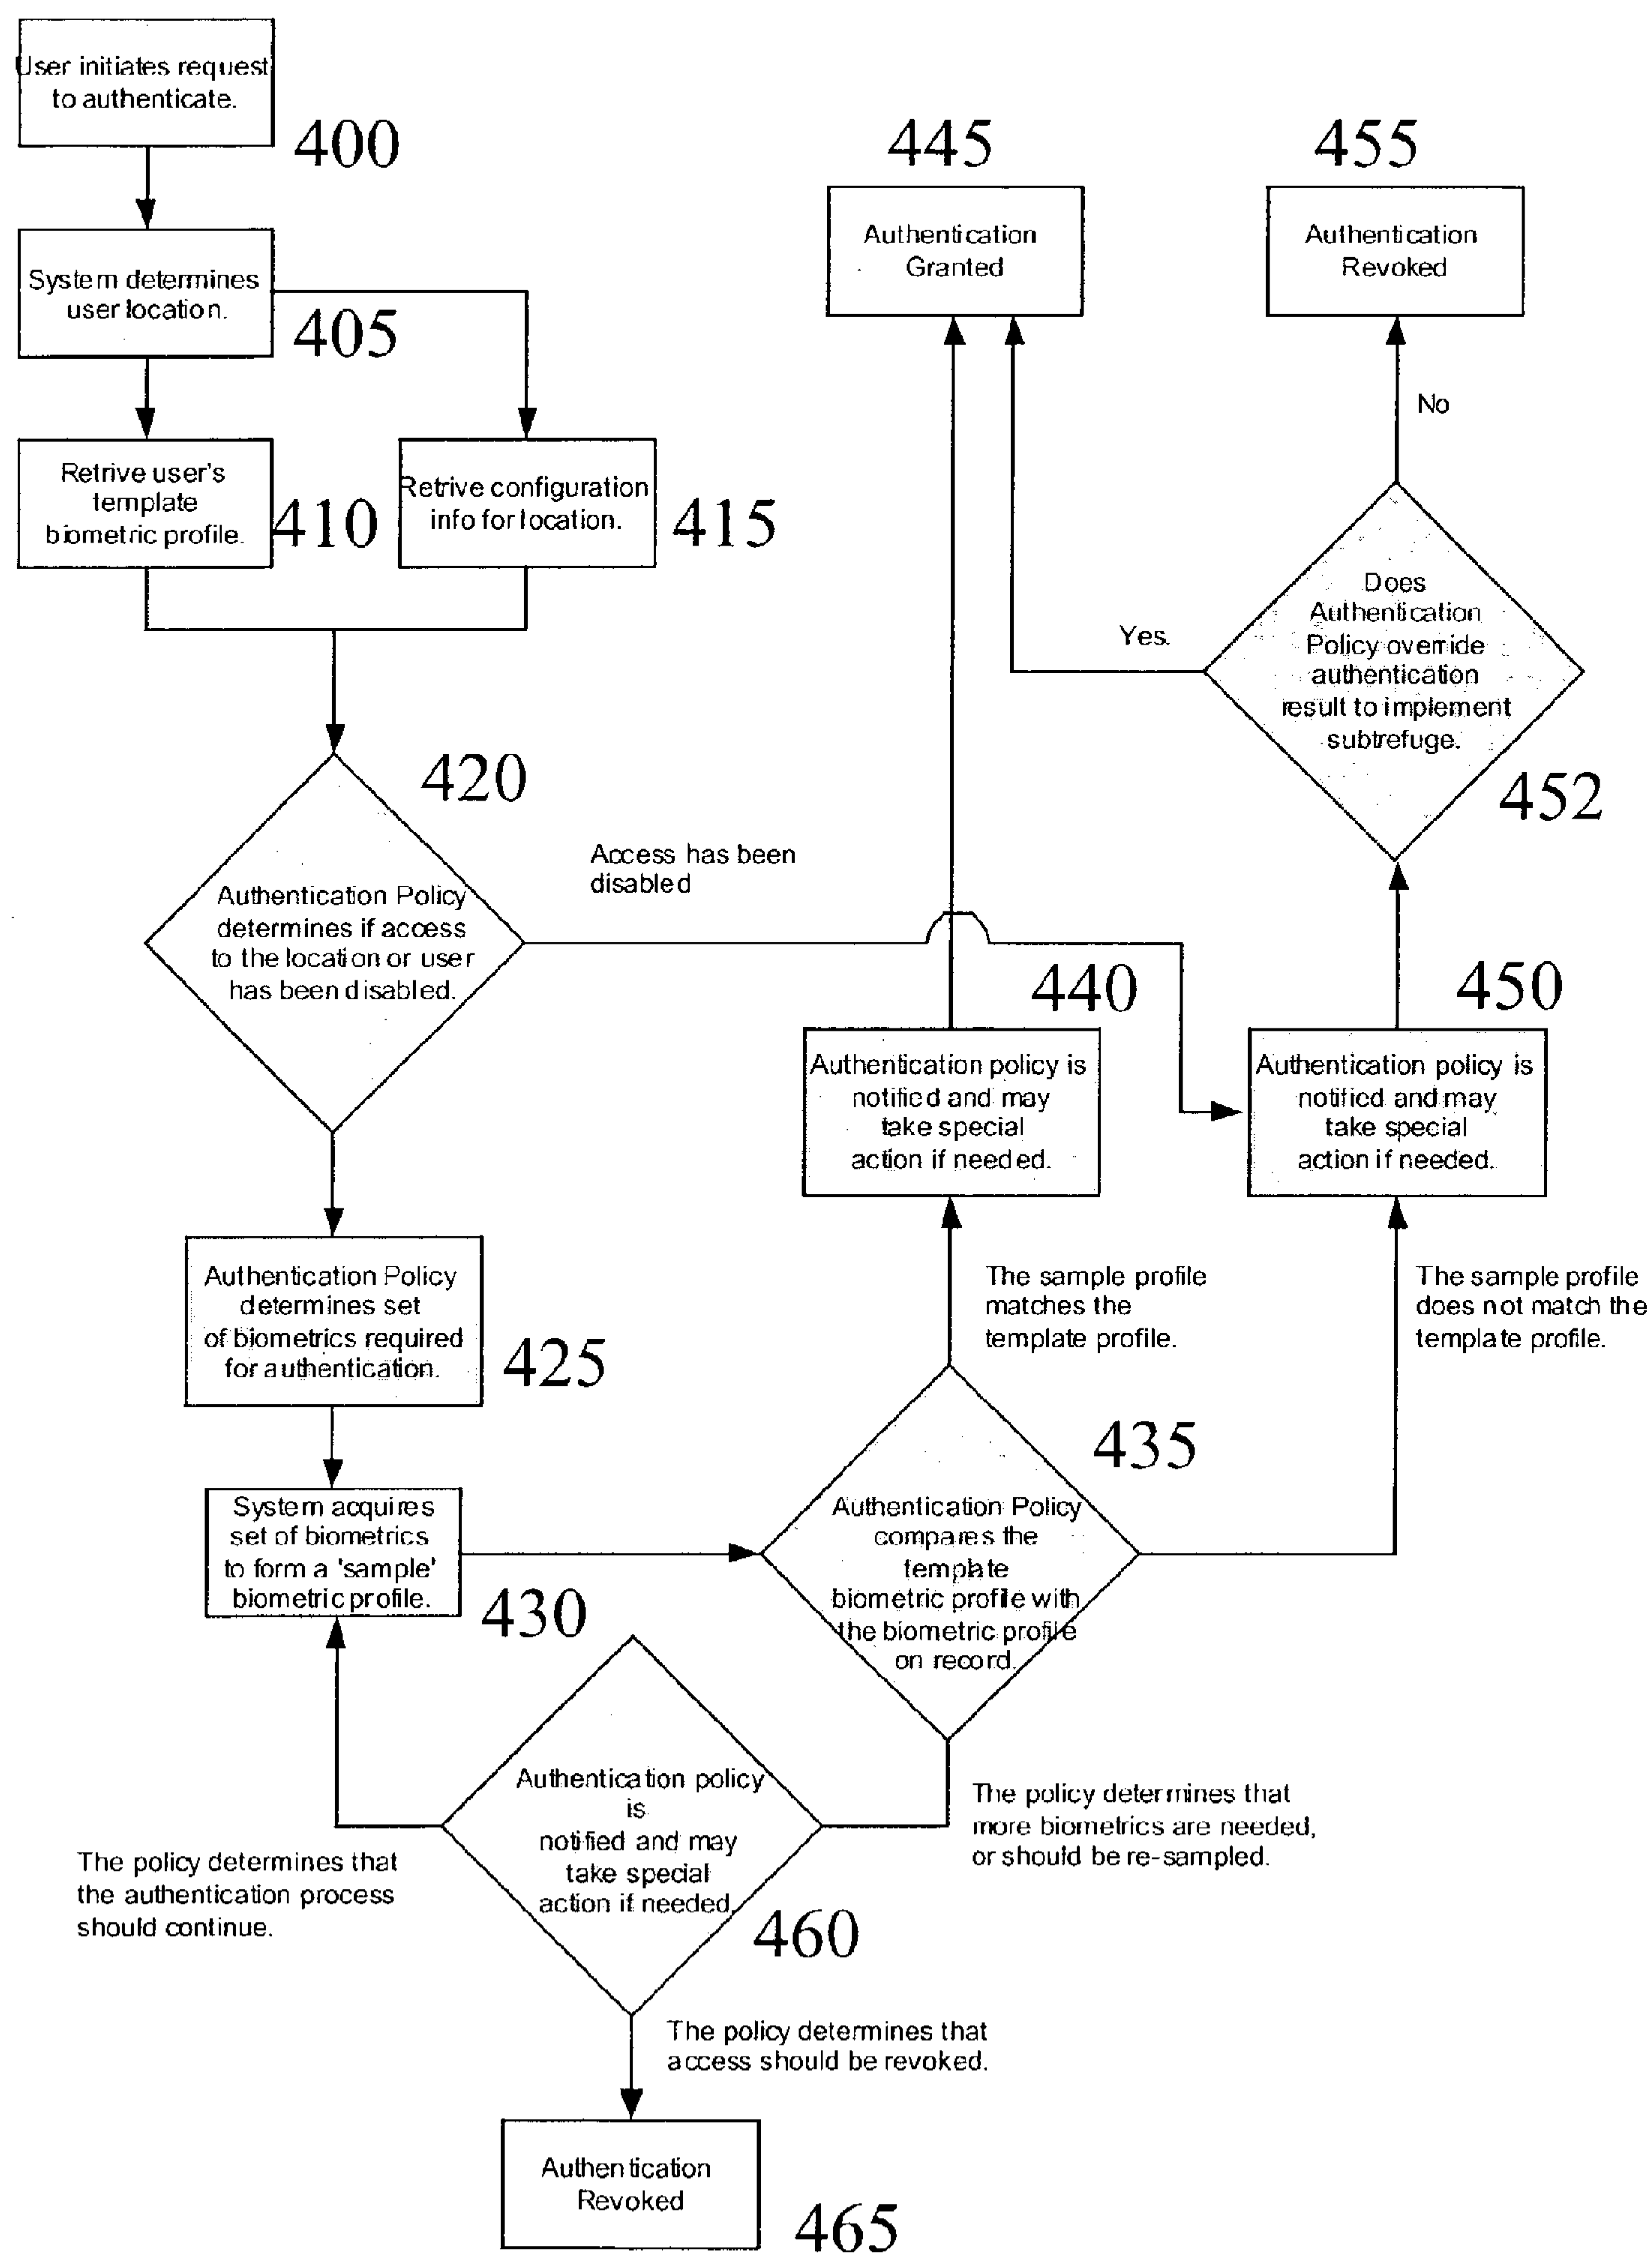 User initiates request
to authenticate.
400
System determines
user location.
405
Retrive user's
template
biometric profile.
410
Retrive configuration
info for location.
415
420
Authentication Policy
determines if access
to the location or user
has been disabled.
Access has been
disabled
Authentication Policy
determines set
of biometrics required
for authentication.
425
System acquires
set of biometrics
to form a 'sample'
biometric profile.
430
435
Authentication Policy
compares the
template
biometric profile with
the biometric profile
on record.
The sample profile
matches the
template profile.
440
Authentication policy is
notified and may
take special
action if needed.
445
Authentication
Granted
The sample profile
does not match the
template profile.
450
Authentication policy is
notified and may
take special
action if needed.
Does
Authentication
Policy override
authentication
result to implement
subtrefuge.
452
Yes.
No
455
Authentication
Revoked
The policy determines that
more biometrics are needed,
or should be re-sampled.
Authentication policy
is
notified and may
take special
action if needed.
460
The policy determines that
the authentication process
should continue.
The policy determines that
access should be revoked.
Authentication
Revoked
465